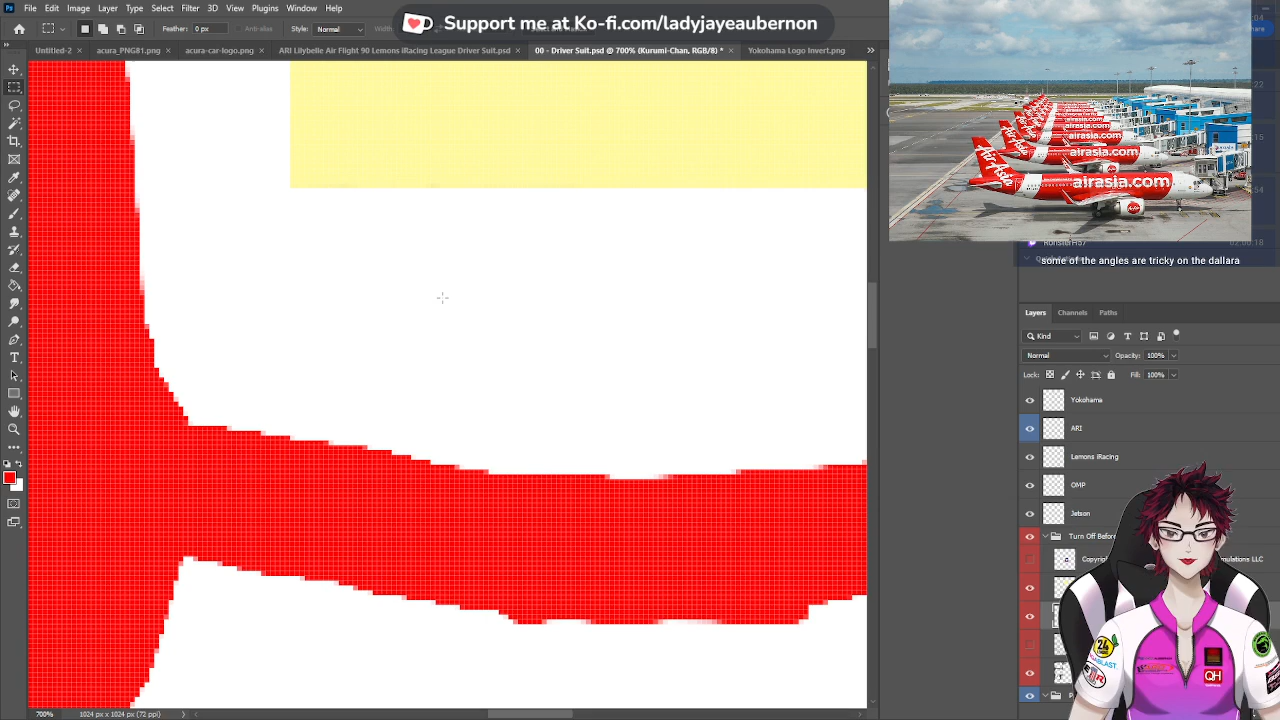 File Edit Image Layer Type Select Filter 3D View Plugins Window Help
Support me at Ko-fi.com/ladyjayeaubernon
Feather: 0 px Anti-alias Style: Normal
Untitled-2 × acura_PNG81.png × acura-car-logo.png × ARI Lilybelle Air Flight 90 Lemons iRacing League Driver Suit.psd × 00 - Driver Suit.psd @ 700% (Kurumi-Chan, RGB/8) * × Yokohama Logo Invert.png
airasia.com
airasia.com
airasia.com
AirAsia airasia.com
some of the angles are tricky on the dallara
Layers Channels Paths
Kind
Normal Opacity: 100%
Lock: Fill: 100%
Yokohama
ARI
Lemons iRacing
OMP
Jetson
Turn Off Before
24
QH
700% 1024 px x 1024 px (72 ppi)